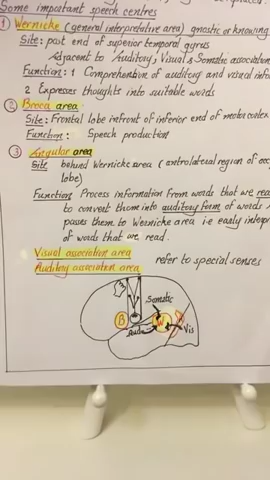 Some important speech centres
① Wernicke (general interpretative area) gnostic or knowing
Site: post end of superior temporal gyrus
Adjacent to Auditory, Visual & Somatic association
Function: 1 Comprehension of auditory and visual infor
2 Expresses thoughts into suitable words
② Broca area:
Site: Frontal lobe infront of inferior end of motor cortex
Function: Speech production
③ Angular area
Site behind Wernicke area (antrolateral region of occ
lobe)
Function: Process information from words that we rea
to convert them into auditory form of words
passes them to Wernicke area i.e early interp
of words that we read.
Visual association area
Auditory association area
refer to special senses
Somatic
B
W
Vis